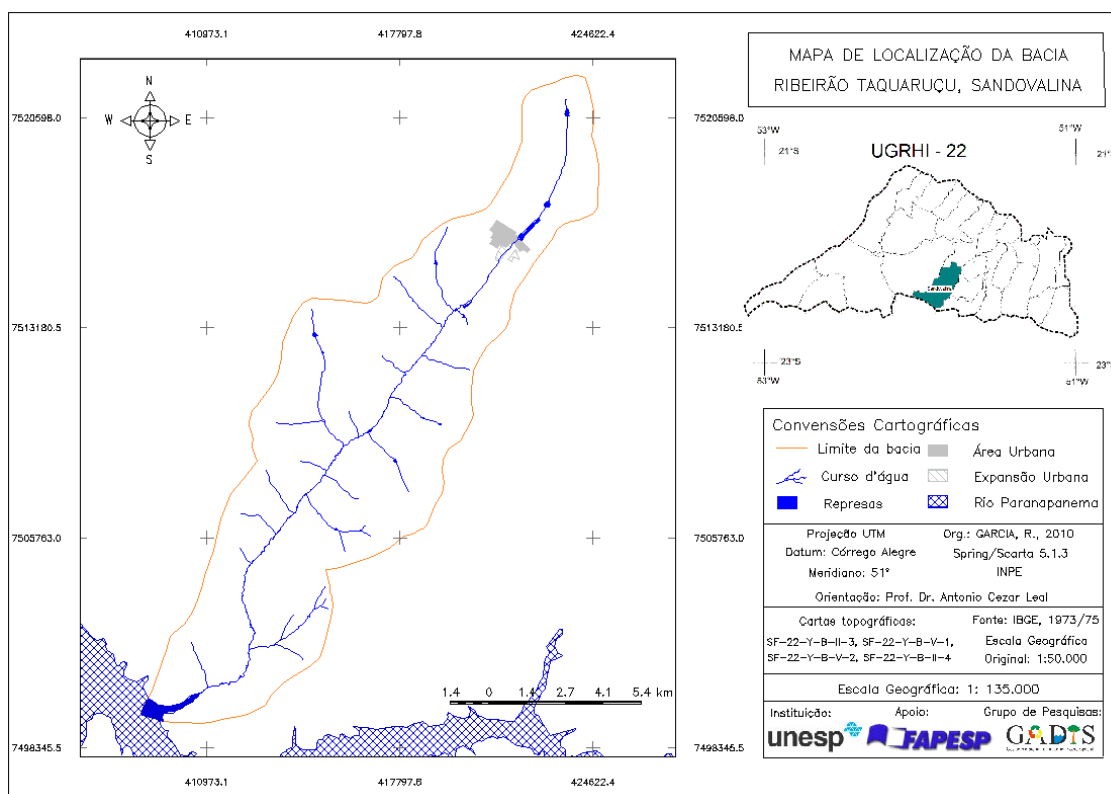 410973.1 417797.8 424622.4
N
W E
S
7520598.0
7513180.5
7505763.0
7498345.5
7520598.0
7513180.5
7505763.0
7498345.5
1.4 0 1.4 2.7 4.1 5.4 km
410973.1 417797.8 424622.4
MAPA DE LOCALIZAÇÃO DA BACIA
RIBEIRÃO TAQUARUÇU, SANDOVALINA
53°W 51°W
21°S 21°S
UGRHI - 22
Sandovalina
23°S 23°S
53°W 51°W
Convensões Cartográficas
Limite da bacia
Área Urbana
Curso d'água
Expansão Urbana
Represas
Rio Paranapanema
Projeção UTM
Datum: Córrego Alegre
Meridiano: 51°
Org.: GARCIA, R., 2010
Spring/Scarta 5.1.3
INPE
Orientação: Prof. Dr. Antonio Cezar Leal
Cartas topográficas:
SF-22-Y-B-II-3, SF-22-Y-B-V-1,
SF-22-Y-B-V-2, SF-22-Y-B-II-4
Fonte: IBGE, 1973/75
Escala Geográfica
Original: 1:50.000
Escala Geográfica: 1: 135.000
Instituição:
unesp
Apoio:
FAPESP
Grupo de Pesquisas:
GADIS